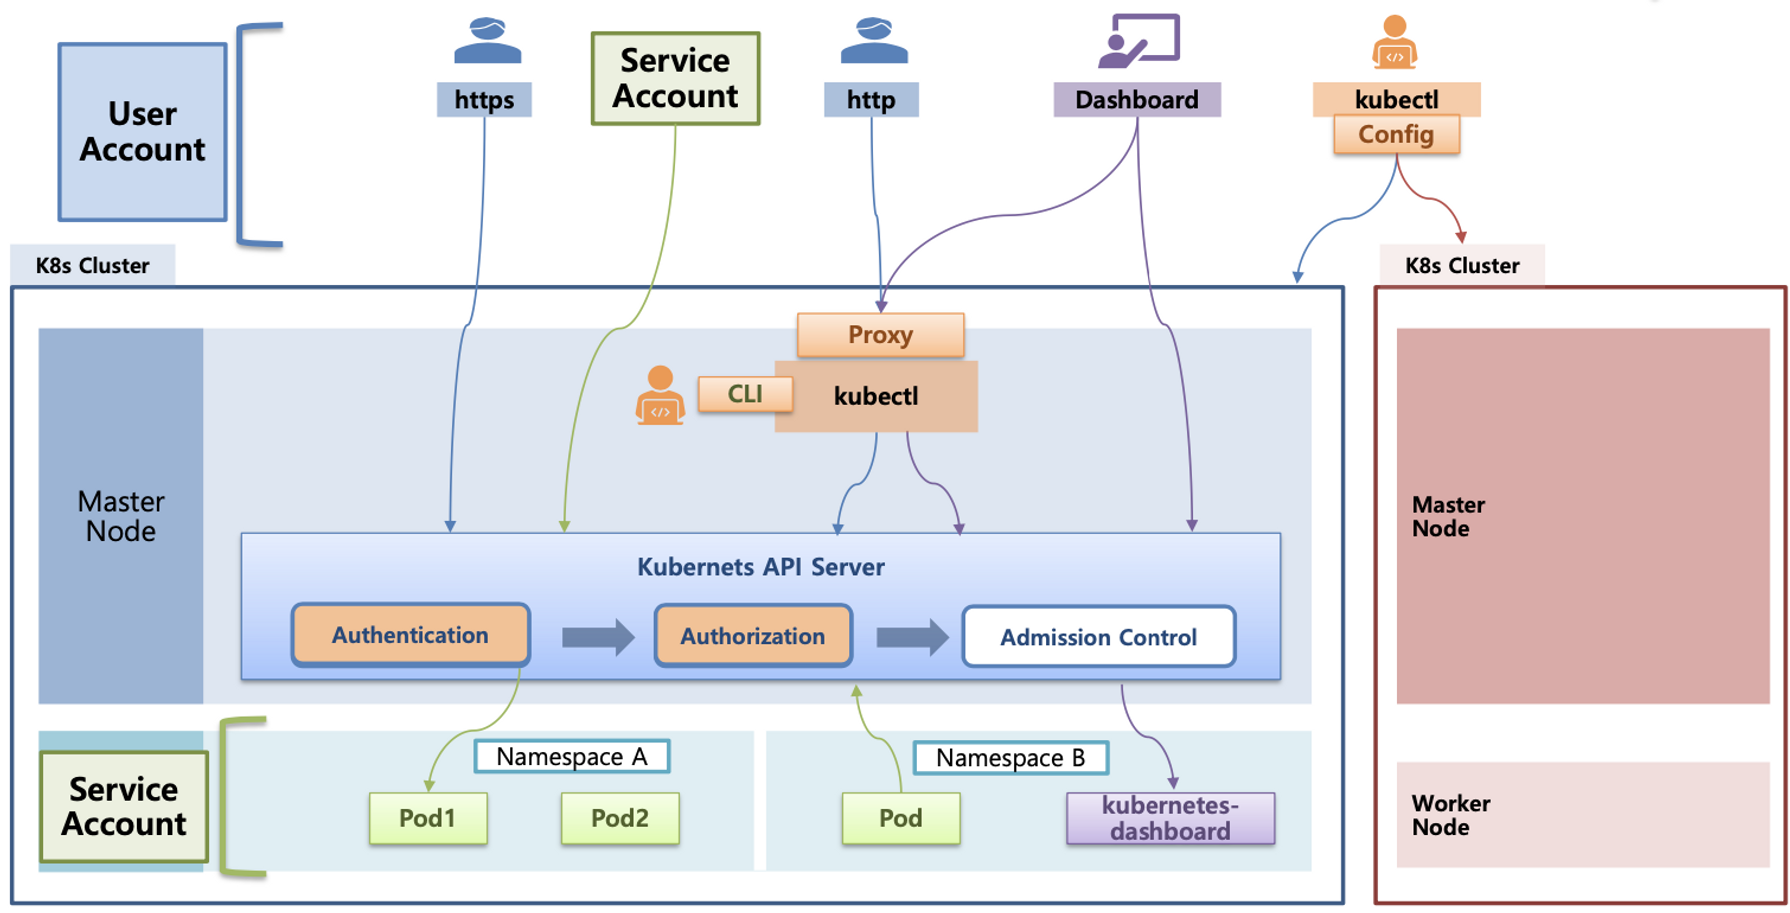 User
Account
https
Service
Account
http
Dashboard
kubectl
Config
K8s Cluster
K8s Cluster
Proxy
CLI
kubectl
Master
Node
Kubernets API Server
Authentication
Authorization
Admission Control
Master
Node
Service
Account
Namespace A
Pod1
Pod2
Namespace B
Pod
kubernetes-
dashboard
Worker
Node